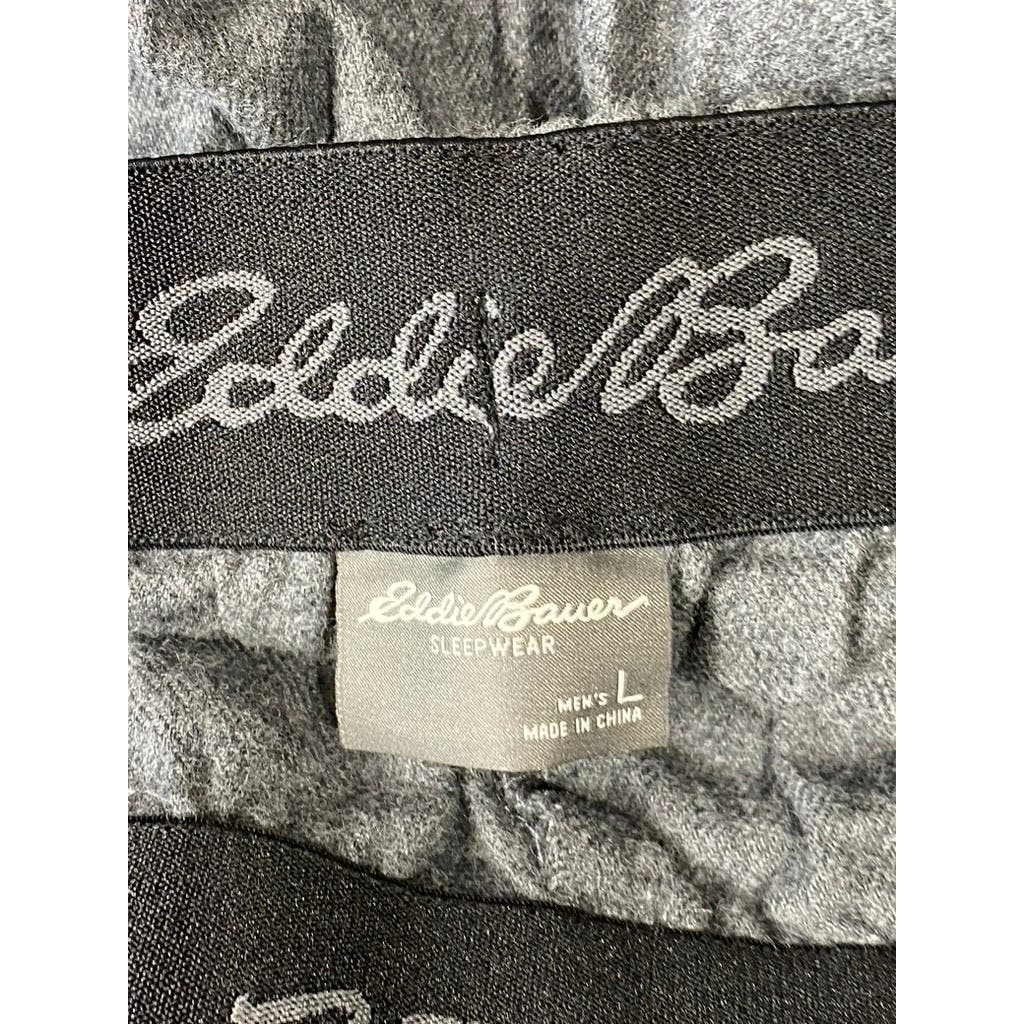 Eddie Ba
Eddie Bauer
SLEEPWEAR
MEN'S L
MADE IN CHINA